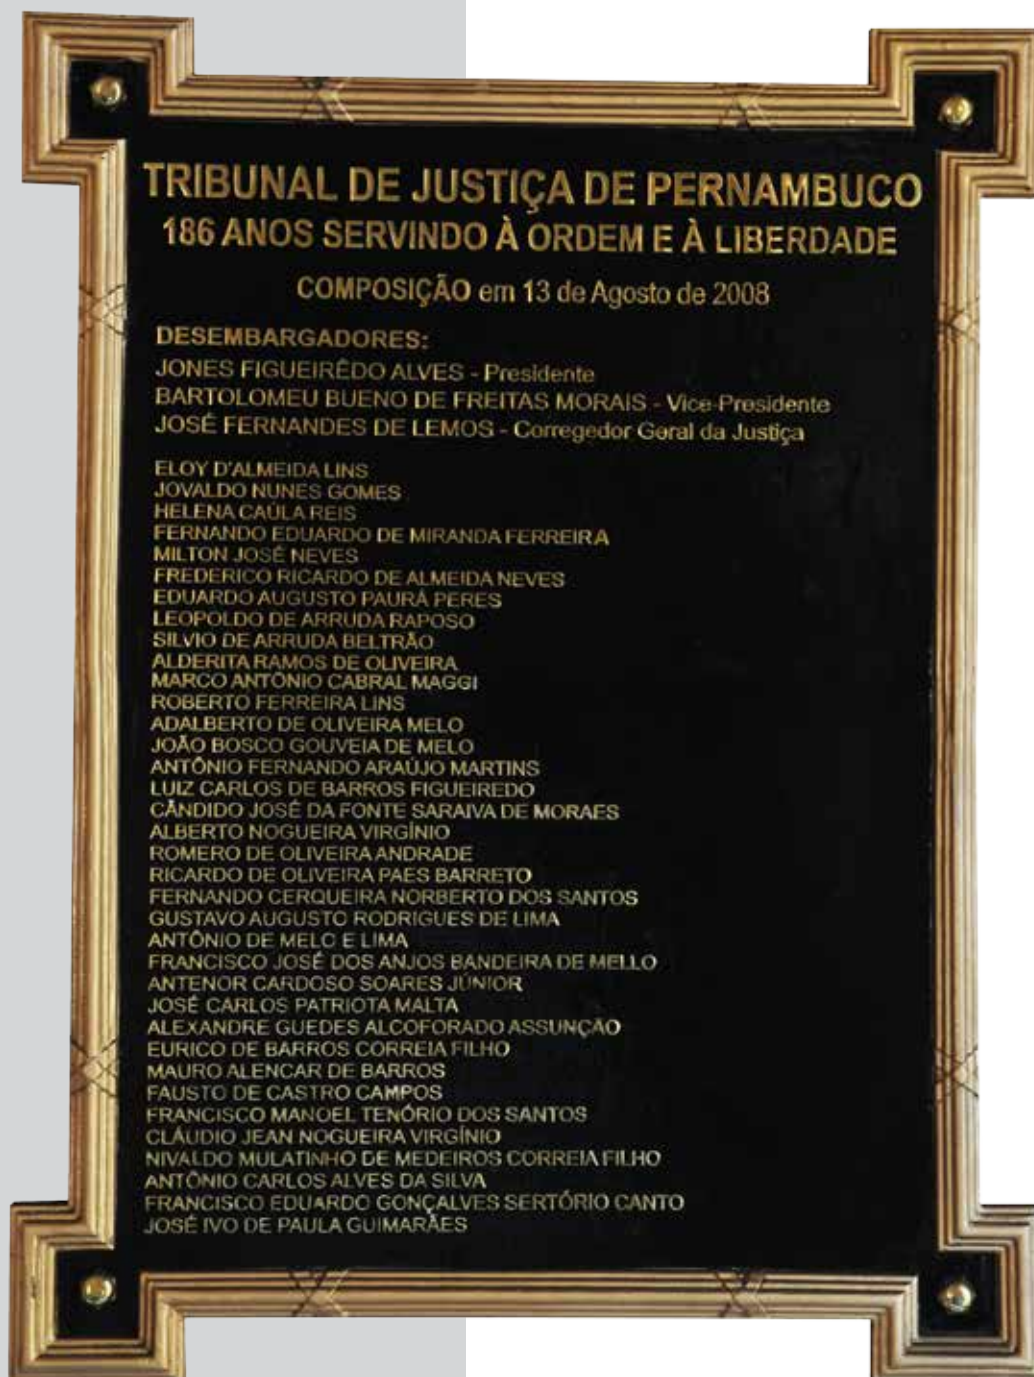 TRIBUNAL DE JUSTIÇA DE PERNAMBUCO
186 ANOS SERVINDO À ORDEM E À LIBERDADE
COMPOSIÇÃO em 13 de Agosto de 2008
DESEMBARGADORES:
JONES FIGUEIRÊDO ALVES - Presidente
BARTOLOMEU BUENO DE FREITAS MORAIS - Vice-Presidente
JOSÉ FERNANDES DE LEMOS - Corregedor Geral da Justiça
ELOY D'ALMEIDA LINS
JOVALDO NUNES GOMES
HELENA CAÚLA REIS
FERNANDO EDUARDO DE MIRANDA FERREIRA
MILTON JOSÉ NEVES
FREDERICO RICARDO DE ALMEIDA NEVES
EDUARDO AUGUSTO PAURÁ PERES
LEOPOLDO DE ARRUDA RAPOSO
SILVIO DE ARRUDA BELTRÃO
ALDERITA RAMOS DE OLIVEIRA
MARCO ANTÔNIO CABRAL MAGGI
ROBERTO FERREIRA LINS
ADALBERTO DE OLIVEIRA MELO
JOÃO BOSCO GOUVEIA DE MELO
ANTÔNIO FERNANDO ARAÚJO MARTINS
LUIZ CARLOS DE BARROS FIGUEIREDO
CÂNDIDO JOSÉ DA FONTE SARAIVA DE MORAES
ALBERTO NOGUEIRA VIRGÍNIO
ROMERO DE OLIVEIRA ANDRADE
RICARDO DE OLIVEIRA PAES BARRETO
FERNANDO CERQUEIRA NORBERTO DOS SANTOS
GUSTAVO AUGUSTO RODRIGUES DE LIMA
ANTÔNIO DE MELO E LIMA
FRANCISCO JOSÉ DOS ANJOS BANDEIRA DE MELLO
ANTENOR CARDOSO SOARES JÚNIOR
JOSÉ CARLOS PATRIOTA MALTA
ALEXANDRE GUEDES ALCOFORADO ASSUNÇÃO
EURICO DE BARROS CORREIA FILHO
MAURO ALENCAR DE BARROS
FAUSTO DE CASTRO CAMPOS
FRANCISCO MANOEL TENÓRIO DOS SANTOS
CLÁUDIO JEAN NOGUEIRA VIRGÍNIO
NIVALDO MULATINHO DE MEDEIROS CORREIA FILHO
ANTÔNIO CARLOS ALVES DA SILVA
FRANCISCO EDUARDO GONÇALVES SERTÓRIO CANTO
JOSÉ IVO DE PAULA GUIMARÃES